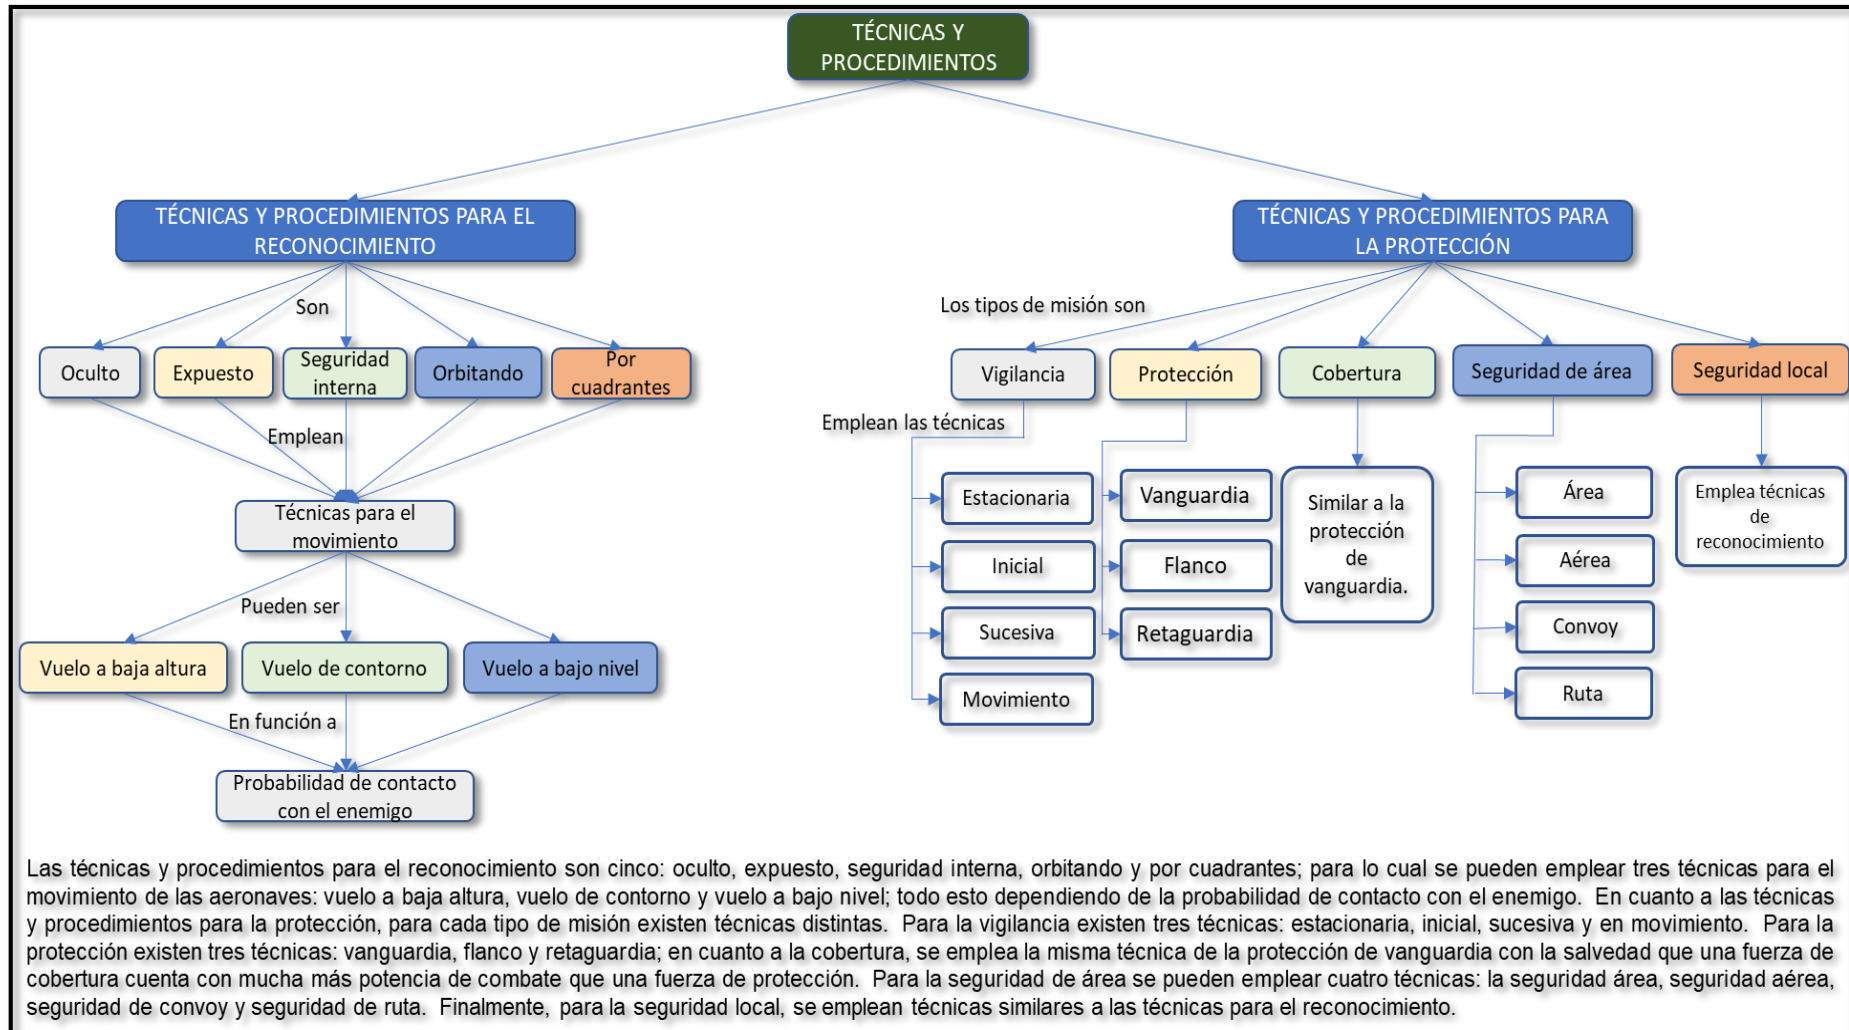 TÉCNICAS Y
PROCEDIMIENTOS
TÉCNICAS Y PROCEDIMIENTOS PARA EL
RECONOCIMIENTO
TÉCNICAS Y PROCEDIMIENTOS PARA
LA PROTECCIÓN
Son
Oculto
Expuesto
Seguridad
interna
Orbitando
Por
cuadrantes
Emplean
Técnicas para el
movimiento
Pueden ser
Vuelo a baja altura
Vuelo de contorno
Vuelo a bajo nivel
En función a
Probabilidad de contacto
con el enemigo
Los tipos de misión son
Vigilancia
Protección
Cobertura
Seguridad de área
Seguridad local
Emplean las técnicas
Estacionaria
Inicial
Sucesiva
Movimiento
Vanguardia
Flanco
Retaguardia
Similar a la
protección
de
vanguardia.
Área
Aérea
Convoy
Ruta
Emplea técnicas
de
reconocimiento
Las técnicas y procedimientos para el reconocimiento son cinco: oculto, expuesto, seguridad interna, orbitando y por cuadrantes; para lo cual se pueden emplear tres técnicas para el
movimiento de las aeronaves: vuelo a baja altura, vuelo de contorno y vuelo a bajo nivel; todo esto dependiendo de la probabilidad de contacto con el enemigo. En cuanto a las técnicas
y procedimientos para la protección, para cada tipo de misión existen técnicas distintas. Para la vigilancia existen tres técnicas: estacionaria, inicial, sucesiva y en movimiento. Para la
protección existen tres técnicas: vanguardia, flanco y retaguardia; en cuanto a la cobertura, se emplea la misma técnica de la protección de vanguardia con la salvedad que una fuerza de
cobertura cuenta con mucha más potencia de combate que una fuerza de protección. Para la seguridad de área se pueden emplear cuatro técnicas: la seguridad área, seguridad aérea,
seguridad de convoy y seguridad de ruta. Finalmente, para la seguridad local, se emplean técnicas similares a las técnicas para el reconocimiento.